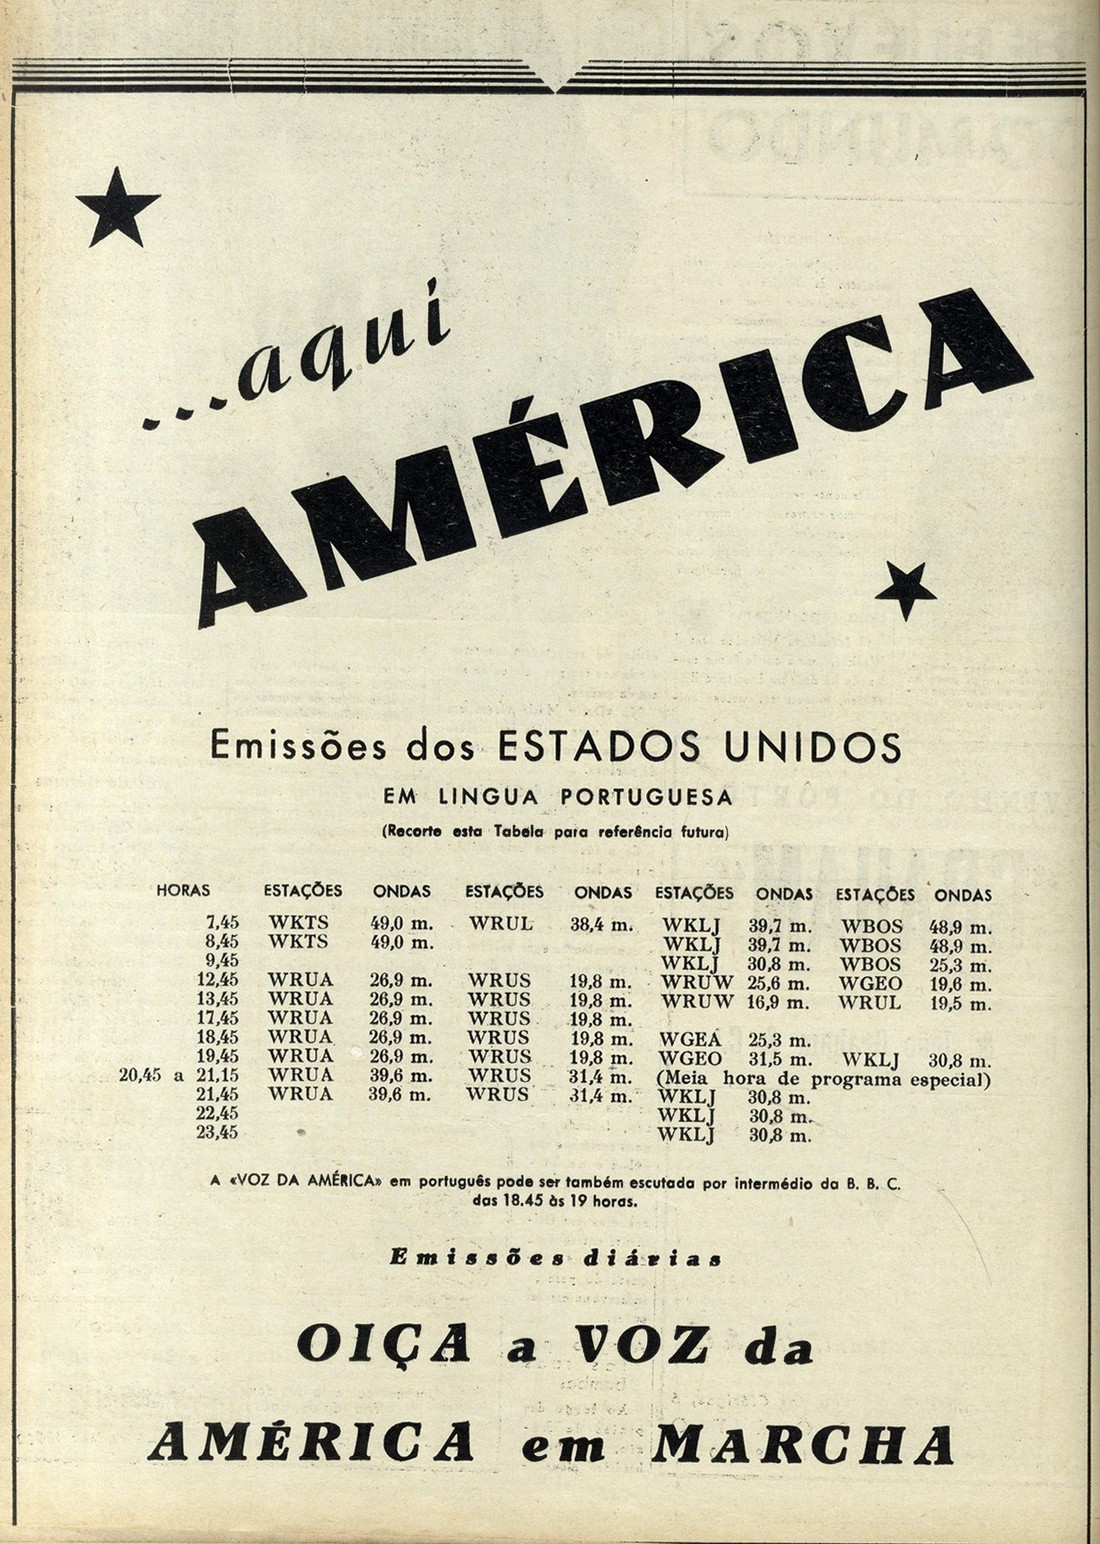 ...aqui
AMÉRICA
Emissões dos ESTADOS UNIDOS
EM LINGUA PORTUGUESA
(Recorte esta Tabela para referência futura)
HORAS ESTAÇÕES ONDAS ESTAÇÕES ONDAS ESTAÇÕES ONDAS ESTAÇÕES ONDAS
7,45 WKTS 49,0 m. WRUL 38,4 m. WKLJ 39,7 m. WBOS 48,9 m.
8,45 WKTS 49,0 m. WKLJ 39,7 m. WBOS 48,9 m.
9,45 WKLJ 30,8 m. WBOS 25,3 m.
12,45 WRUA 26,9 m. WRUS 19,8 m. WRUW 25,6 m. WGEO 19,6 m.
13,45 WRUA 26,9 m. WRUS 19,8 m. WRUW 16,9 m. WRUL 19,5 m.
17,45 WRUA 26,9 m. WRUS 19,8 m.
18,45 WRUA 26,9 m. WRUS 19,8 m. WGEA 25,3 m.
19,45 WRUA 26,9 m. WRUS 19,8 m. WGEO 31,5 m. WKLJ 30,8 m.
20,45 a 21,15 WRUA 39,6 m. WRUS 31,4 m. (Meia hora de programa especial)
21,45 WRUA 39,6 m. WRUS 31,4 m. WKLJ 30,8 m.
22,45 WKLJ 30,8 m.
23,45 WKLJ 30,8 m.
A «VOZ DA AMÉRICA» em português pode ser também escutada por intermédio da B. B. C.
das 18.45 às 19 horas.
Emissões diárias
OIÇA a VOZ da
AMÉRICA em MARCHA